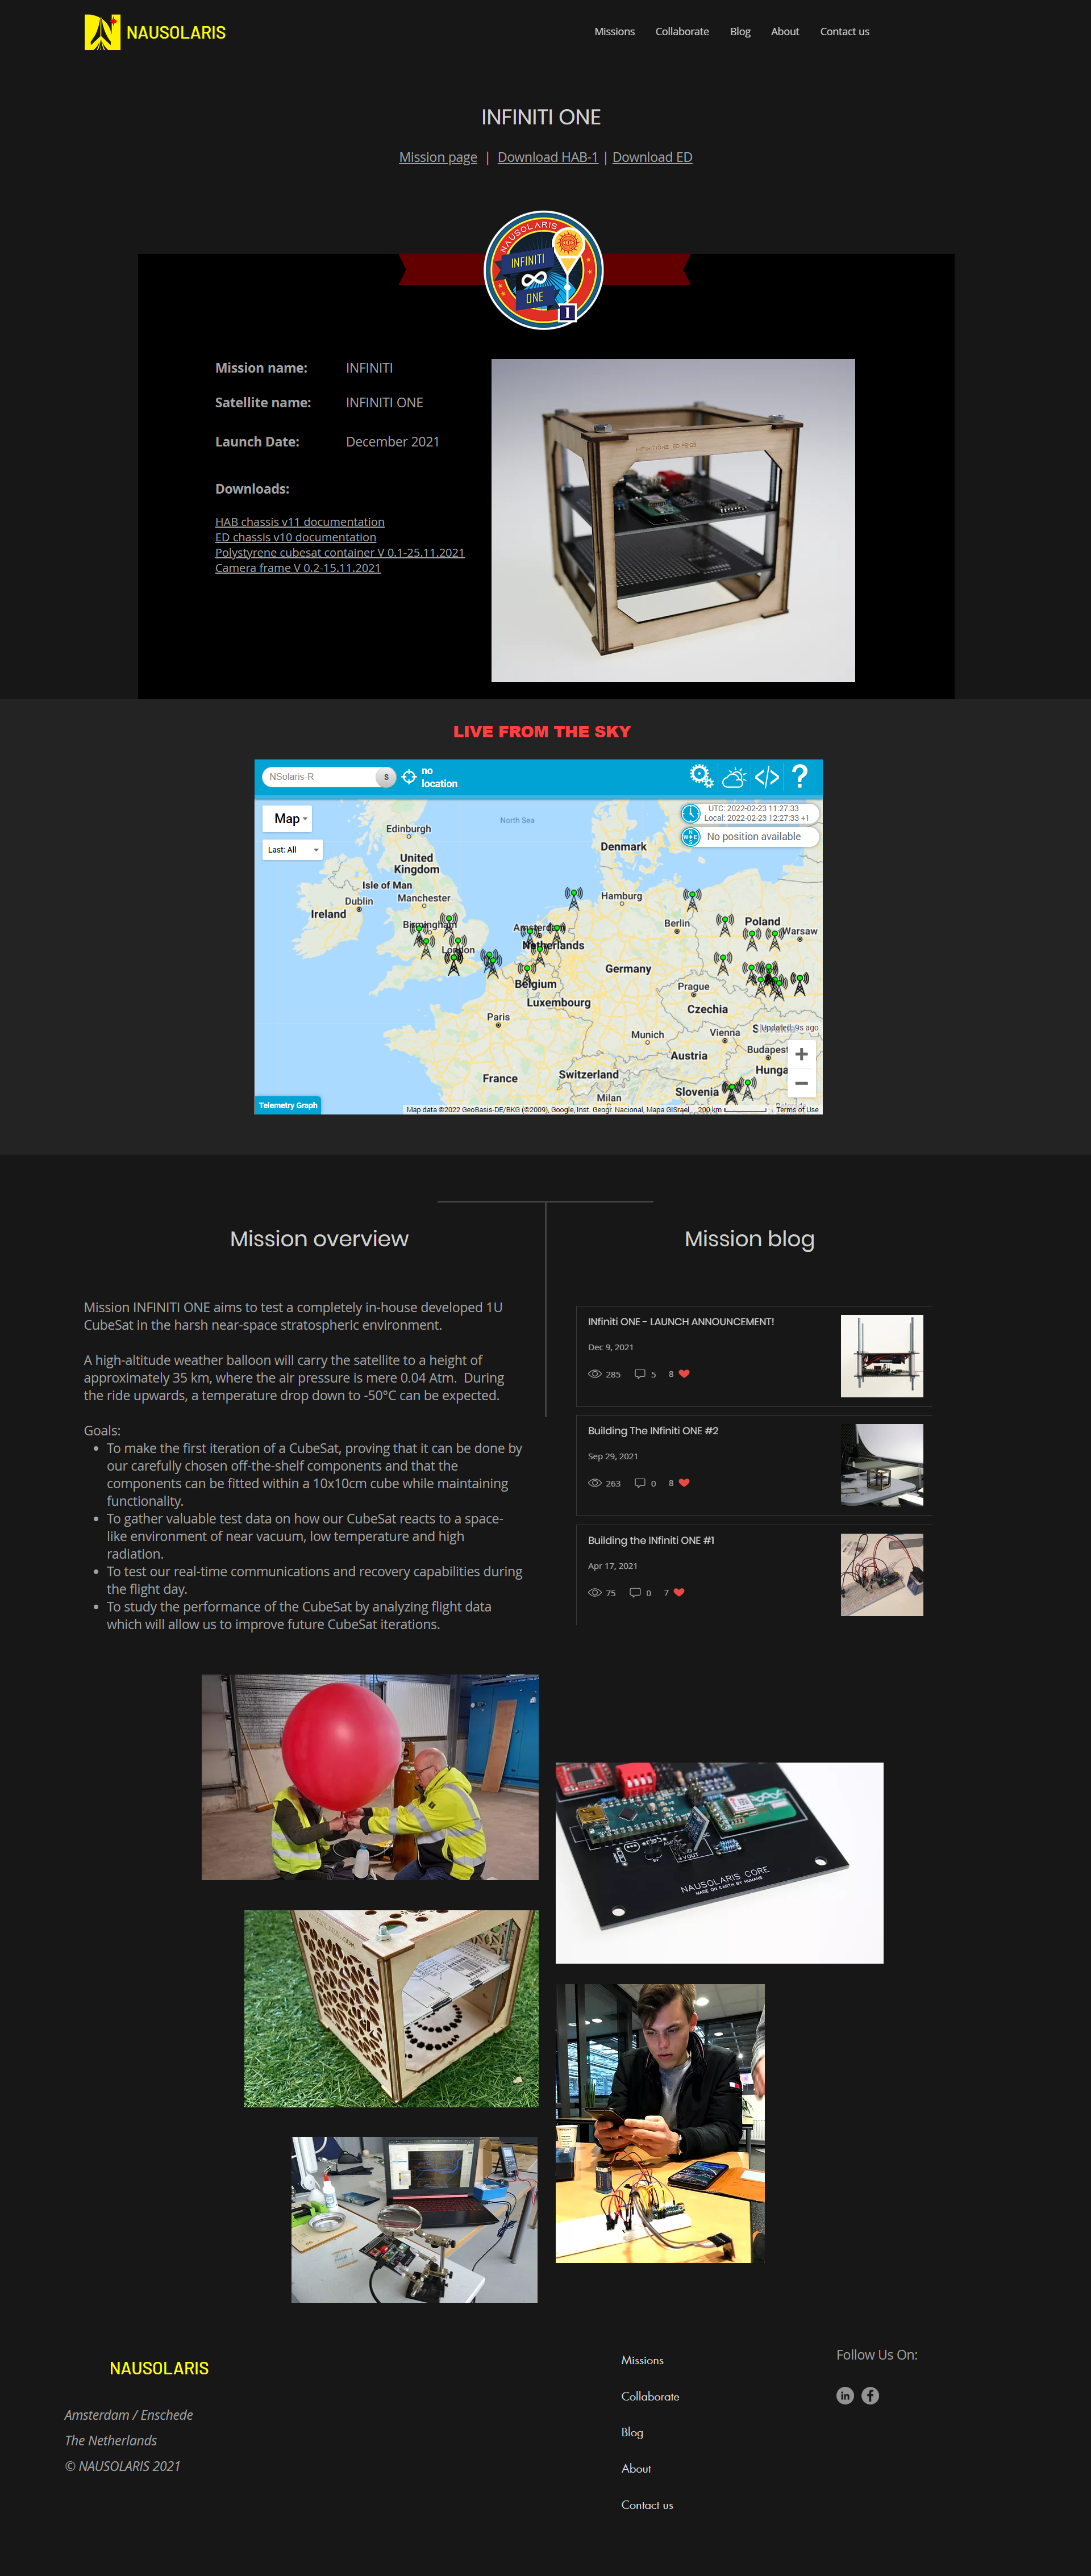 NAUSOLARIS
Missions
Collaborate
Blog
About
Contact us
INFINITI ONE
Mission page | Download HAB-1 | Download ED
NAUSOLARIS
INFINITI
ONE
I
Mission name: INFINITI
Satellite name: INFINITI ONE
Launch Date: December 2021
Downloads:
HAB chassis v11 documentation
ED chassis v10 documentation
Polystyrene cubesat container V 0.1-25.11.2021
Camera frame V 0.2-15.11.2021
LIVE FROM THE SKY
NSolaris-R
S
no
location
</>
?
Map
Last: All
UTC: 2022-02-23 11:27:33
Local: 2022-02-23 12:27:33 +1
No position available
North Sea
Edinburgh
Denmark
United
Kingdom
Isle of Man
Dublin
Manchester
Hamburg
Ireland
Birmingham
Berlin
Poland
Amsterdam
Warsaw
London
Netherlands
Germany
Belgium
Prague
Luxembourg
Czechia
Paris
Updated: 9s ago
Munich
Vienna
Austria
Budapest
France
Switzerland
Hunga
Slovenia
Milan
Telemetry Graph
Map data ©2022 GeoBasis-DE/BKG (©2009), Google, Inst. Geogr. Nacional, Mapa GISrael
200 km
Terms of Use
Mission overview
Mission INFINITI ONE aims to test a completely in-house developed 1U
CubeSat in the harsh near-space stratospheric environment.
A high-altitude weather balloon will carry the satellite to a height of
approximately 35 km, where the air pressure is mere 0.04 Atm. During
the ride upwards, a temperature drop down to -50°C can be expected.
Goals:
• To make the first iteration of a CubeSat, proving that it can be done by
our carefully chosen off-the-shelf components and that the
components can be fitted within a 10x10cm cube while maintaining
functionality.
• To gather valuable test data on how our CubeSat reacts to a space-
like environment of near vacuum, low temperature and high
radiation.
• To test our real-time communications and recovery capabilities during
the flight day.
• To study the performance of the CubeSat by analyzing flight data
which will allow us to improve future CubeSat iterations.
Mission blog
INfiniti ONE - LAUNCH ANNOUNCEMENT!
Dec 9, 2021
285 5 8
Building The INfiniti ONE #2
Sep 29, 2021
263 0 8
Building the INfiniti ONE #1
Apr 17, 2021
75 0 7
VOUT
NAUSOLARIS CORE
MADE ON EARTH BY HUMANS
NAUSOLARIS
Amsterdam / Enschede
The Netherlands
© NAUSOLARIS 2021
Missions
Collaborate
Blog
About
Contact us
Follow Us On:
in
f